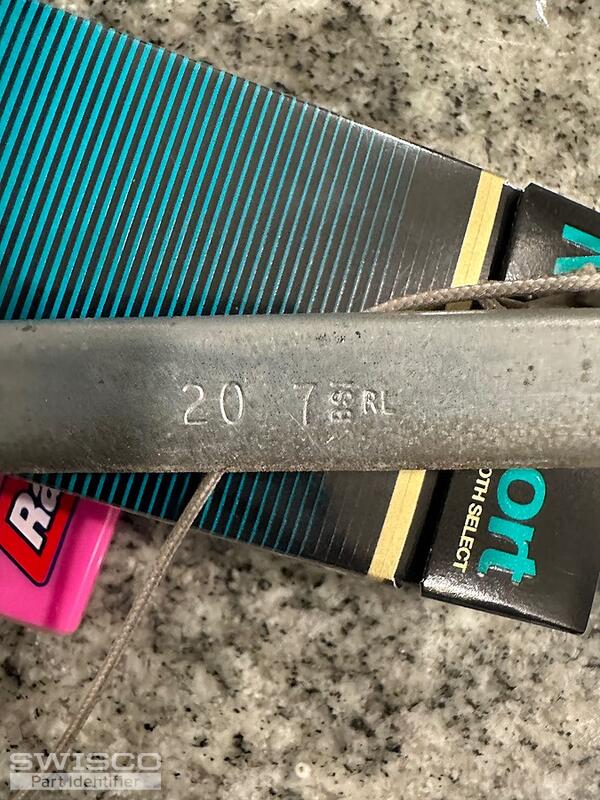 20 7 BSI RL
ort
OTH SELECT
Ra
SWISCO
Part Identifier